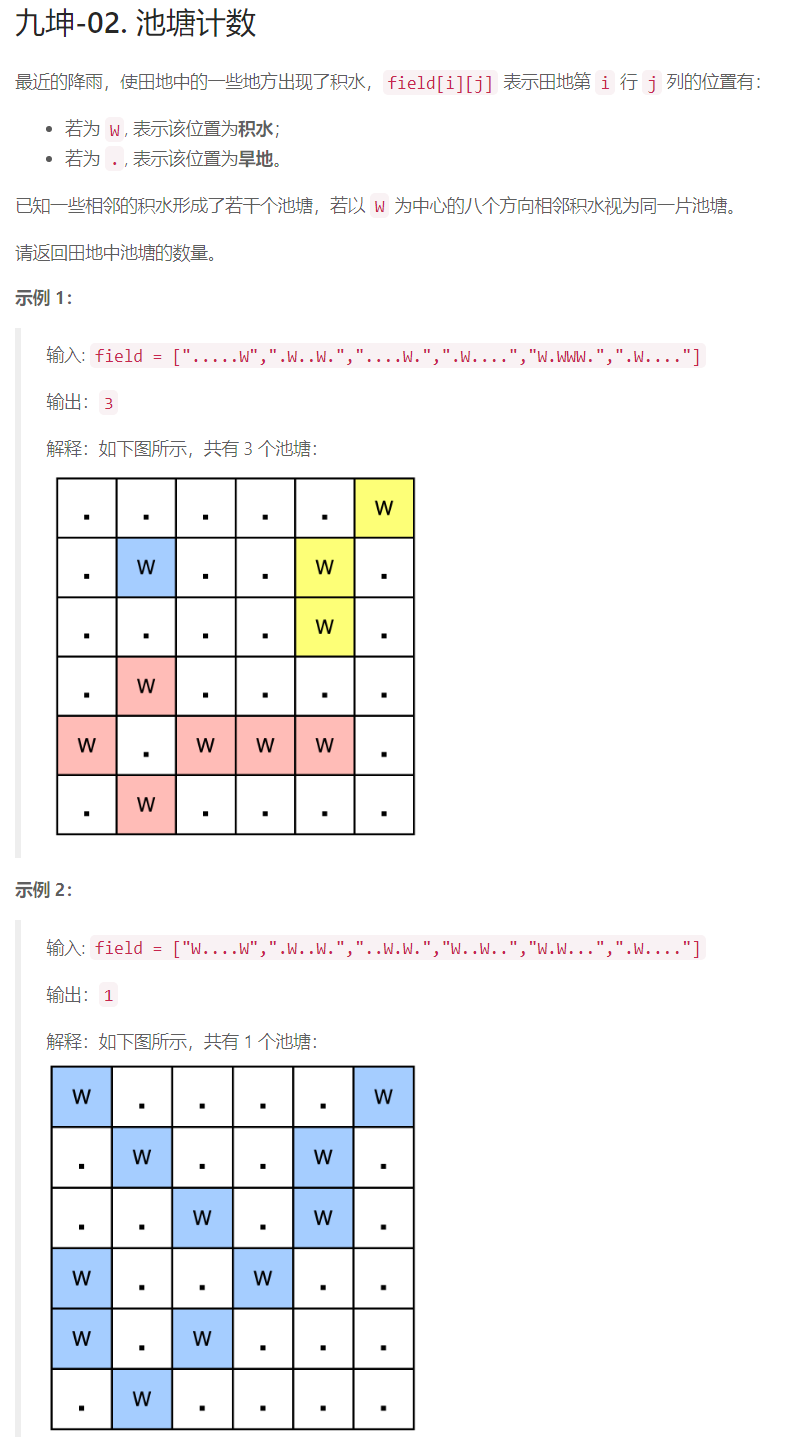 九坤-02. 池塘计数
最近的降雨，使田地中的一些地方出现了积水，field[i][j] 表示田地第 i 行 j 列的位置有：
• 若为 W, 表示该位置为积水；
• 若为 ., 表示该位置为旱地。
已知一些相邻的积水形成了若干个池塘，若以 W 为中心的八个方向相邻积水视为同一片池塘。
请返回田地中池塘的数量。
示例 1：
输入: field = [".....W",".W..W.","....W.",".W....","W.WWW.",".W...."]
输出：3
解释：如下图所示，共有 3 个池塘：
. . . . . W
. W . . W .
. . . . W .
. W . . . .
W . W W W .
. W . . . .
示例 2：
输入: field = ["W....W",".W..W.","..W.W.","W..W..","W.W...",".W...."]
输出：1
解释：如下图所示，共有 1 个池塘：
W . . . . W
. W . . W .
. . W . W .
W . . W . .
W . W . . .
. W . . . .